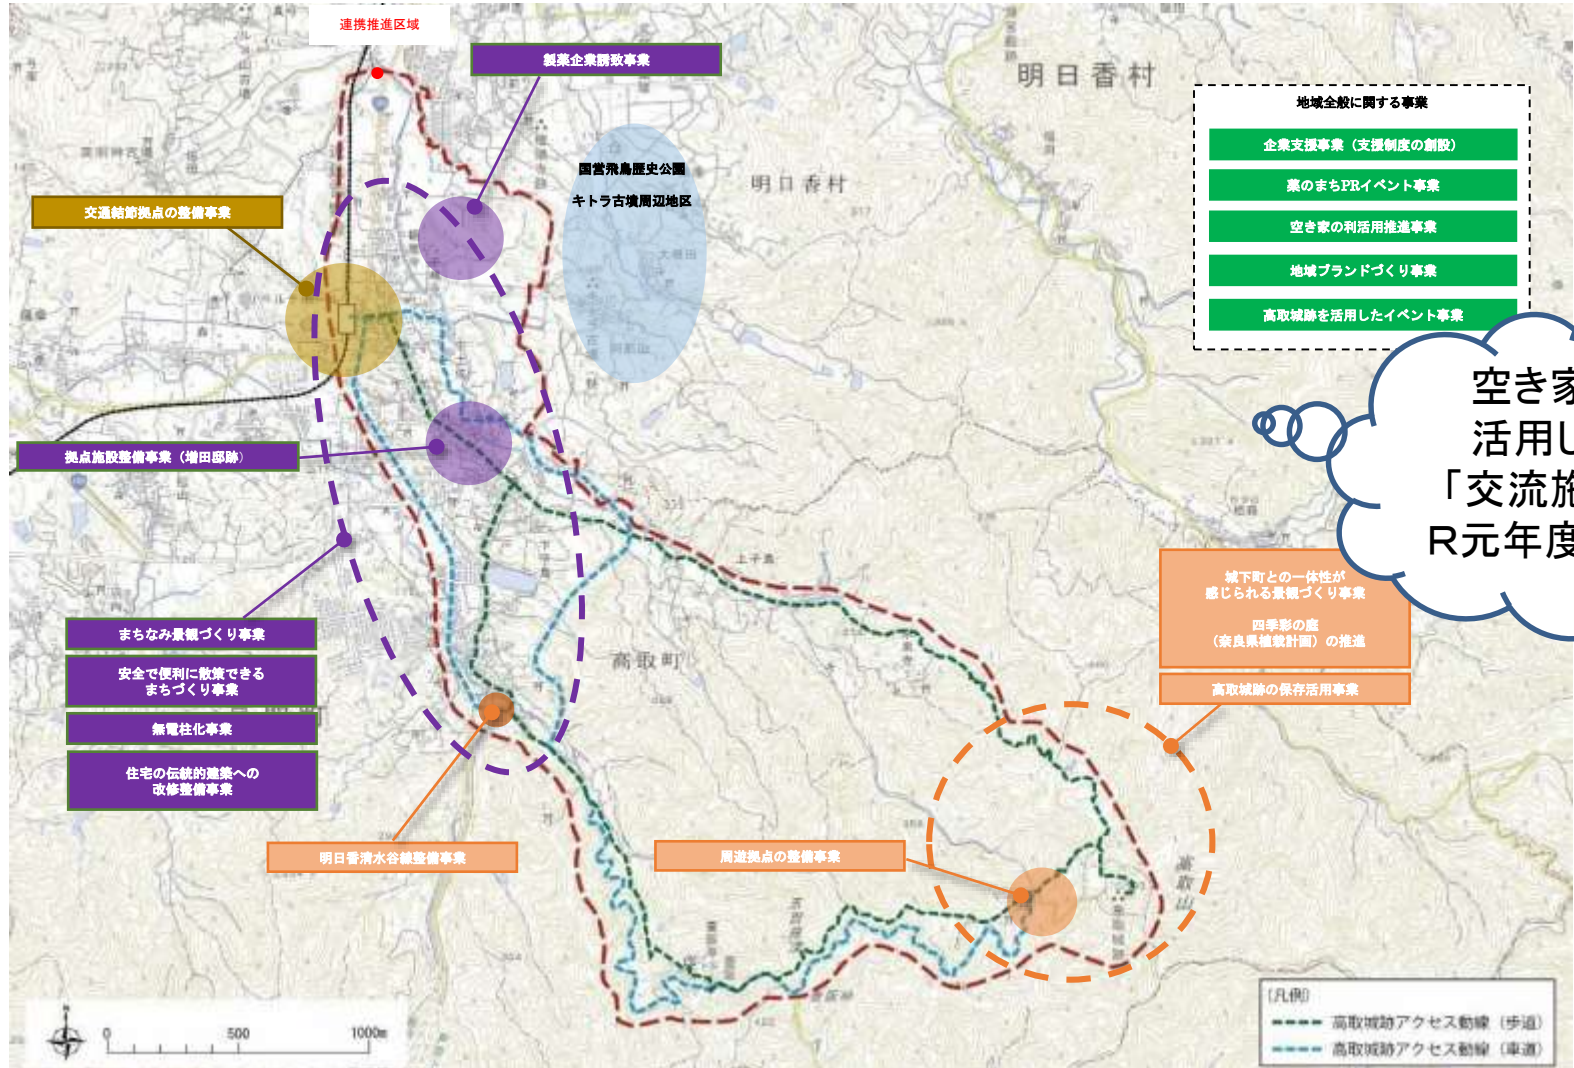 連携推進区域
製薬企業誘致事業
明日香村
地域全般に関する事業
企業支援事業（支援制度の創設）
薬のまちPRイベント事業
空き家の利活用推進事業
地域ブランドづくり事業
高取城跡を活用したイベント事業
国営飛鳥歴史公園
キトラ古墳周辺地区
明日香村
交通結節拠点の整備事業
空き家
活用し
「交流施
R元年度
拠点施設整備事業（増田邸跡）
上子島
下子島
城下町との一体性が
感じられる景観づくり事業
四季彩の庭
（奈良県植栽計画）の推進
高取城跡の保存活用事業
まちなみ景観づくり事業
安全で便利に散策できる
まちづくり事業
無電柱化事業
住宅の伝統的建築への
改修整備事業
高取町
明日香清水谷線整備事業
周遊拠点の整備事業
高取山
高取城跡
0 500 1000m
(凡例)
高取城跡アクセス動線（歩道）
高取城跡アクセス動線（車道）